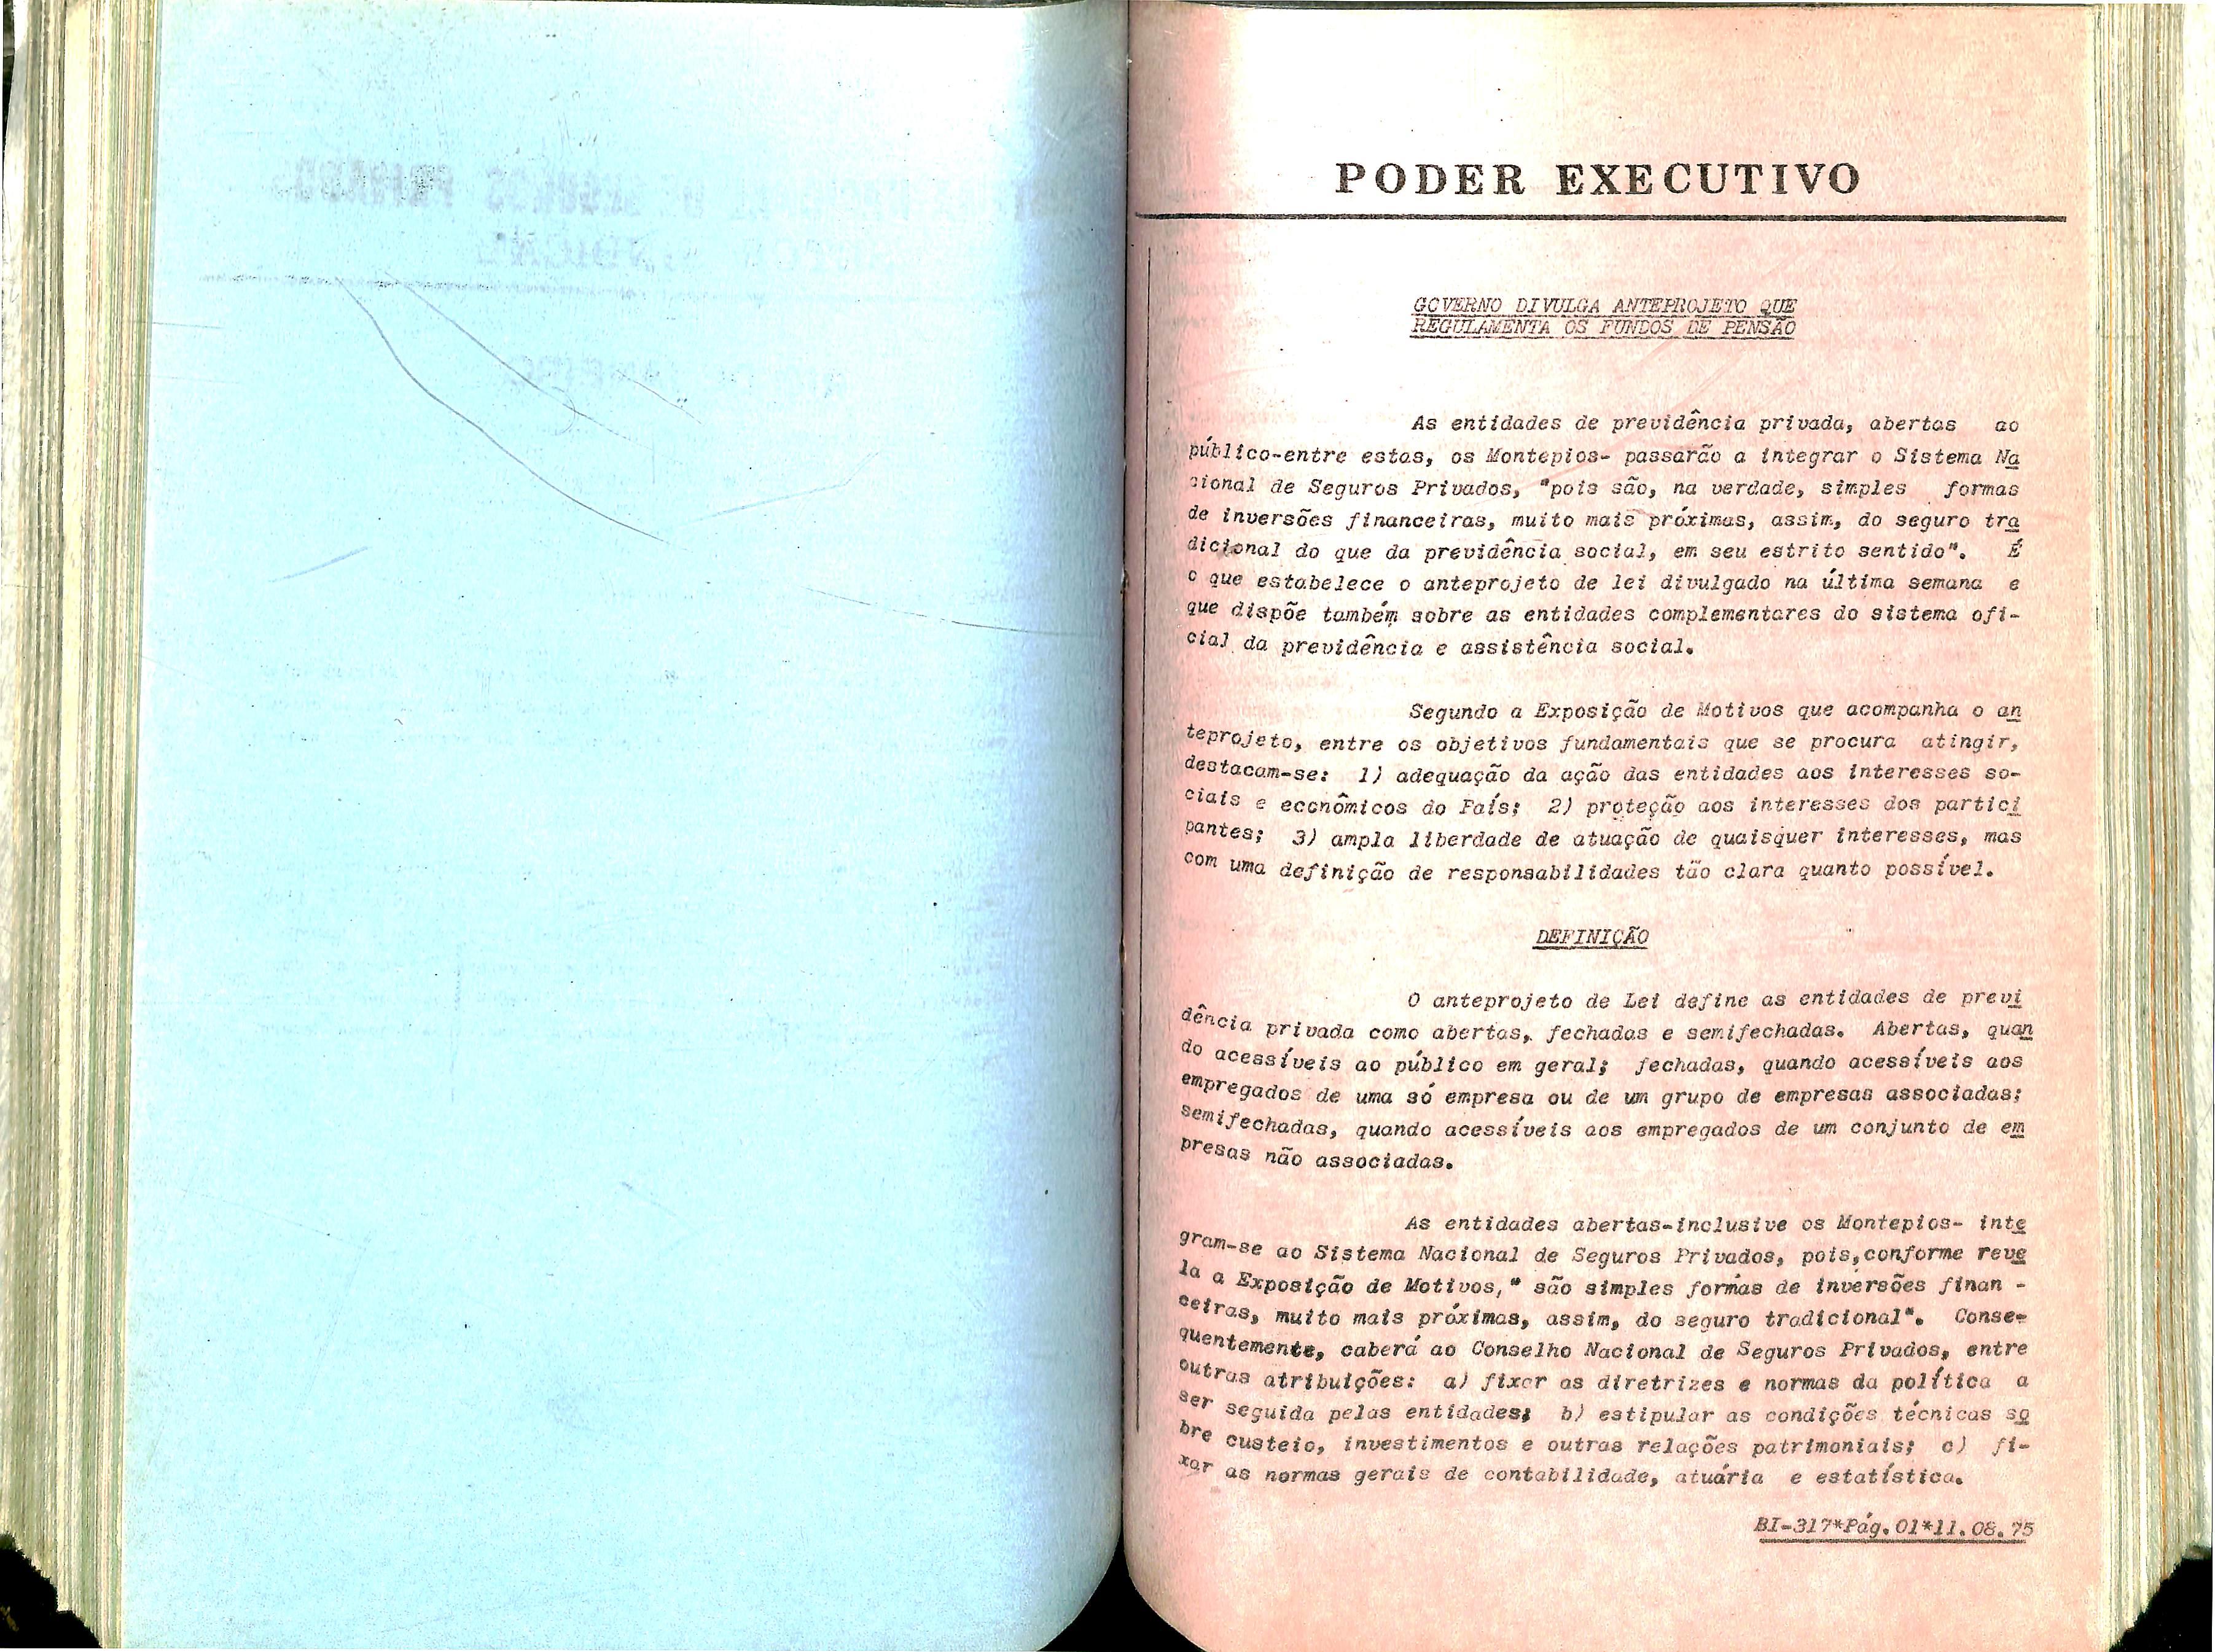 PODER EXECUTIVO
GOVERNO DIVULGA ANTEPROJETO QUE
REGULAMENTA OS FUNDOS DE PENSÃO
As entidades de previdência privada, abertas ao
público-entre estas, os Montepios- passarão a integrar o Sistema Na
cional de Seguros Privados, "pois são, na verdade, simples formas
de inversões financeiras, muito mais próximas, assim, do seguro tra
dicional do que da previdência social, em seu estrito sentido". É
o que estabelece o anteprojeto de lei divulgado na última semana e
que dispõe também sobre as entidades complementares do sistema ofi-
cial da previdência e assistência social.
Segundo a Exposição de Motivos que acompanha o an
teprojeto, entre os objetivos fundamentais que se procura atingir,
destacam-se: 1) adequação da ação das entidades aos interesses so-
ciais e econômicos do País; 2) proteção aos interesses dos partici
pantes; 3) ampla liberdade de atuação de quaisquer interesses, mas
com uma definição de responsabilidades tão clara quanto possível.
DEFINIÇÃO
O anteprojeto de Lei define as entidades de previ
dência privada como abertas, fechadas e semifechadas. Abertas, quan
do acessíveis ao público em geral; fechadas, quando acessíveis aos
empregados de uma só empresa ou de um grupo de empresas associadas;
semifechadas, quando acessíveis aos empregados de um conjunto de em
presas não associadas.
As entidades abertas-inclusive os Montepios- inte
gram-se ao Sistema Nacional de Seguros Privados, pois,conforme reve
la a Exposição de Motivos," são simples formas de inversões finan -
ceiras, muito mais próximas, assim, do seguro tradicional". Conse-
quentemente, caberá ao Conselho Nacional de Seguros Privados, entre
outras atribuições: a) fixar as diretrizes e normas da política a
ser seguida pelas entidades; b) estipular as condições técnicas so
bre custeio, investimentos e outras relações patrimoniais; c) fi-
xar as normas gerais de contabilidade, atuária e estatística.
BI-317*Pág.01*11.08.75